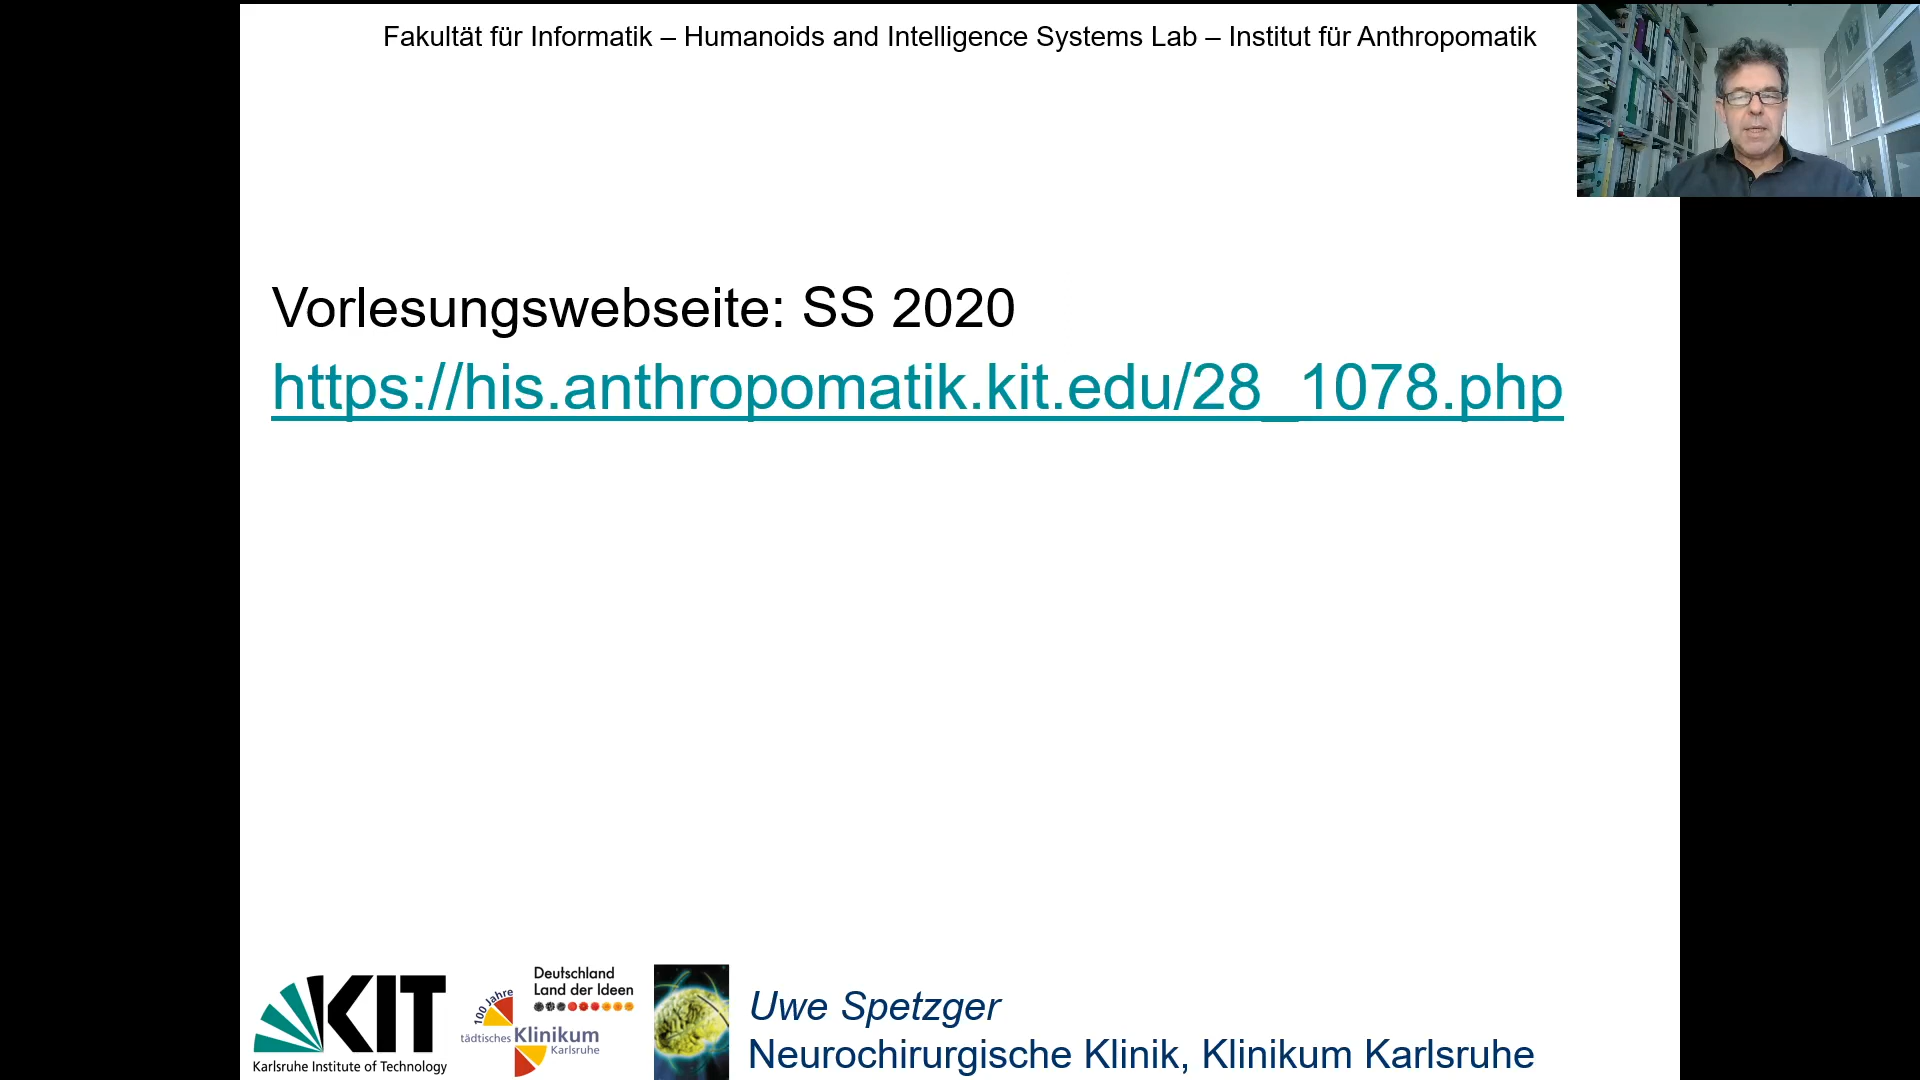 Fakultät für Informatik – Humanoids and Intelligence Systems Lab – Institut für Anthropomatik
Vorlesungswebseite: SS 2020
https://his.anthropomatik.kit.edu/28_1078.php
KIT
Karlsruhe Institute of Technology
100 Jahre
tädtisches Klinikum
Karlsruhe
Deutschland
Land der Ideen
Uwe Spetzger
Neurochirurgische Klinik, Klinikum Karlsruhe